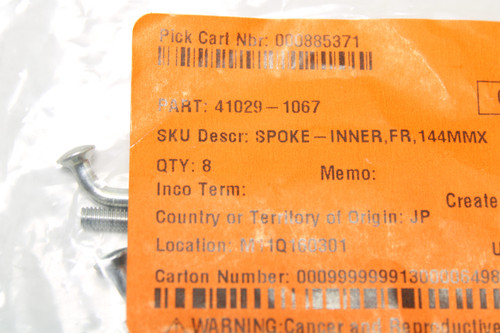 Pick Cart Nbr: 000885371
PART: 41029-1067
SKU Descr: SPOKE-INNER,FR,144MMX
QTY: 8
Memo:
Inco Term:
Create
Country or Territory of Origin: JP
Location:
U
Carton Number:
⚠ WARNING:Cancer and Reproductive